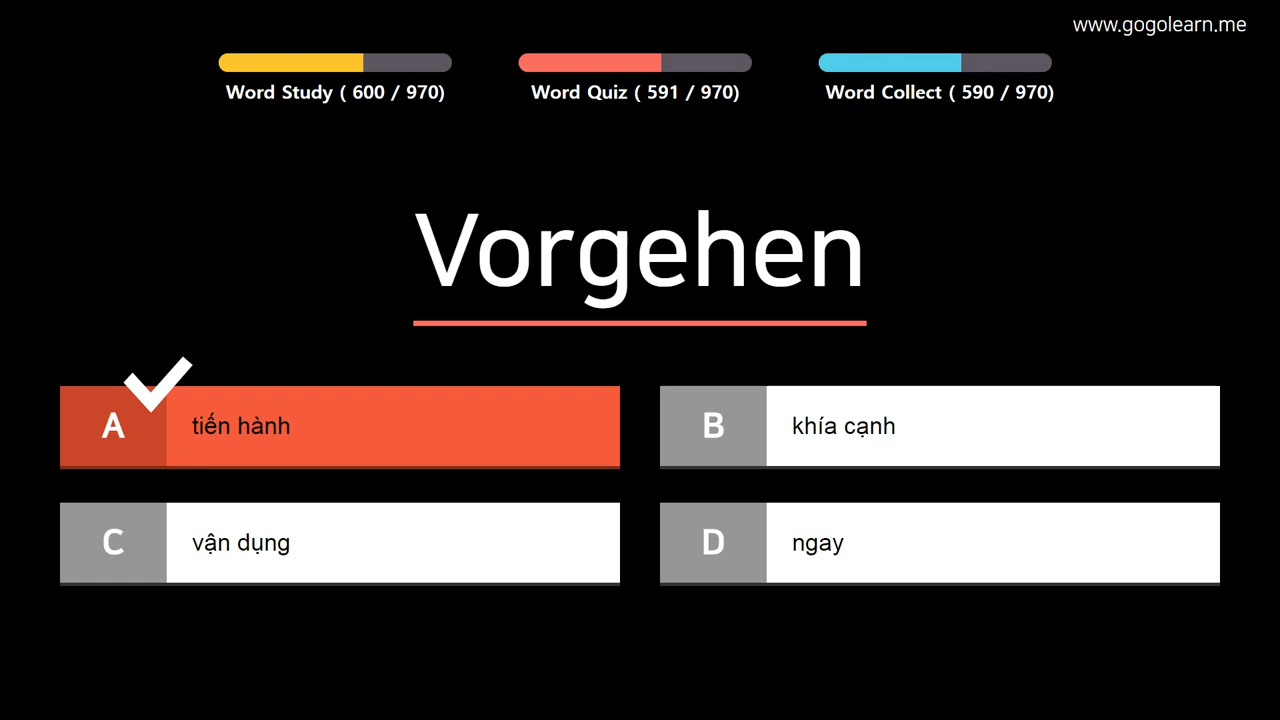 www.gogolearn.me
Word Study ( 600 / 970)
Word Quiz ( 591 / 970)
Word Collect ( 590 / 970)
Vorgehen
A tiến hành
B khía cạnh
C vận dụng
D ngay